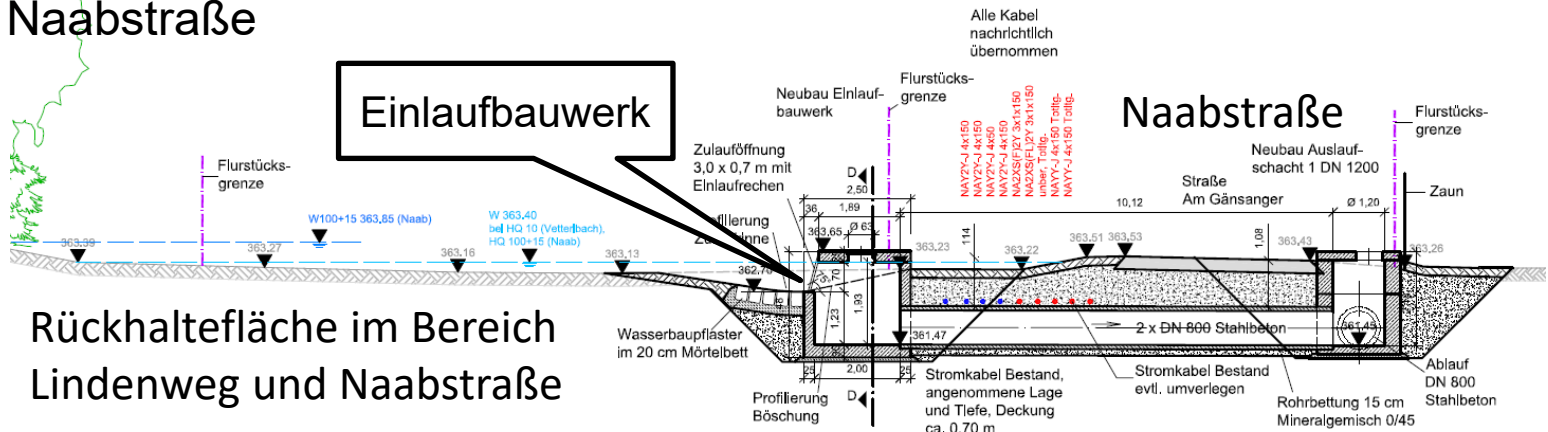 Naabstraße
Alle Kabel
nachrichtlich
übernommen
Einlaufbauwerk
Neubau Einlauf-
bauwerk
Flurstücks-
grenze
NAY2Y-J 4x150
NAY2Y-J 4x150
NAY2Y-J 4x50
NAY2Y-J 4x150
NA2XS(F)2Y 3x1x150
NA2XS(FL)2Y 3x1x150
unber. Totltg.
NAYY-J 4x150 Totltg.
NAYY-J 4x150 Totltg.
Naabstraße
Flurstücks-
grenze
Flurstücks-
grenze
Zulauföffnung
3,0 x 0,7 m mit
Einlaufrechen
Neubau Auslauf-
schacht 1 DN 1200
Zaun
Straße
Am Gänsanger
D
2,50
36
1,89
10,12
Ø 1,20
W100+15 363,85 (Naab)
W 363,40
bei HQ 10 (Vetterlbach),
HQ 100+15 (Naab)
363,65
363,39
363,27
363,16
363,13
362,70
363,23
114
363,22
363,51
363,53
1,08
363,43
363,26
70
1,93
1,23
361,47
2 x DN 800 Stahlbeton
361,45
Rückhaltefläche im Bereich
Lindenweg und Naabstraße
Wasserbaupflaster
im 20 cm Mörtelbett
25
2,00
25
Profilierung
Böschung
D
Stromkabel Bestand,
angenommene Lage
und Tiefe, Deckung
ca. 0,70 m
Stromkabel Bestand
evtl. umverlegen
Rohrbettung 15 cm
Mineralgemisch 0/45
Ablauf
DN 800
Stahlbeton